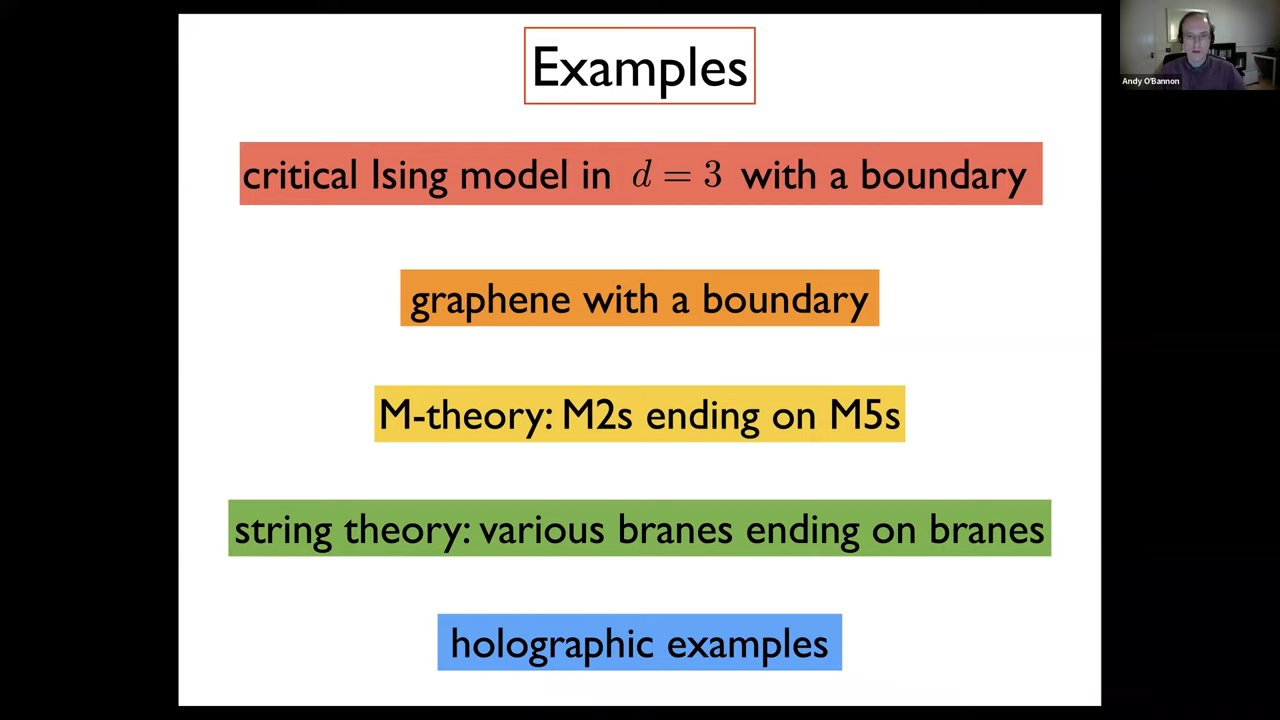 Examples
Andy O'Bannon
critical Ising model in d = 3 with a boundary
graphene with a boundary
M-theory: M2s ending on M5s
string theory: various branes ending on branes
holographic examples